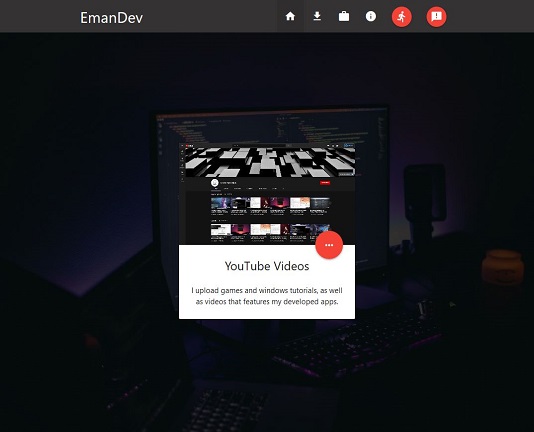 EmanDev
YouTube Videos
I upload games and windows tutorials, as well
as videos that features my developed apps.